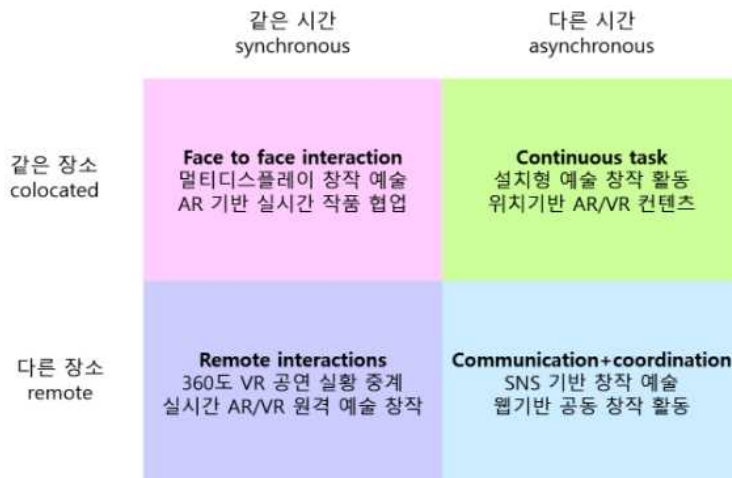 같은 시간
synchronous
다른 시간
asynchronous
같은 장소
colocated
Face to face interaction
멀티디스플레이 창작 예술
AR 기반 실시간 작품 협업
Continuous task
설치형 예술 창작 활동
위치기반 AR/VR 컨텐츠
다른 장소
remote
Remote interactions
360도 VR 공연 실황 중계
실시간 AR/VR 원격 예술 창작
Communication+coordination
SNS 기반 창작 예술
웹기반 공동 창작 활동